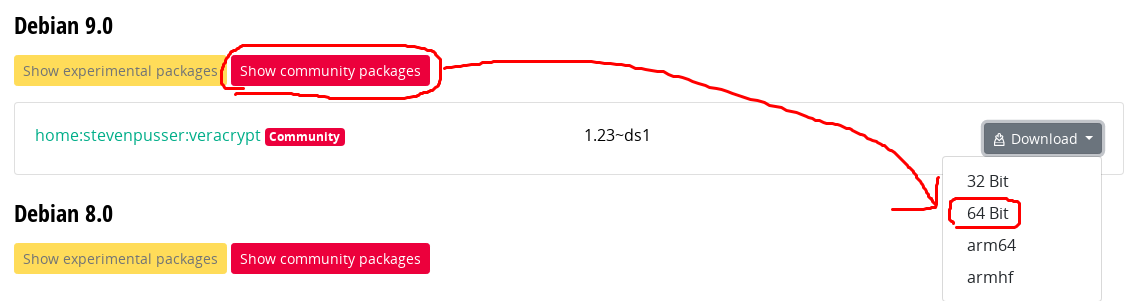 Debian 9.0
Show experimental packages Show community packages
home:stevenpusser:veracrypt Community 1.23~ds1 Download
32 Bit
64 Bit
arm64
armhf
Debian 8.0
Show experimental packages Show community packages